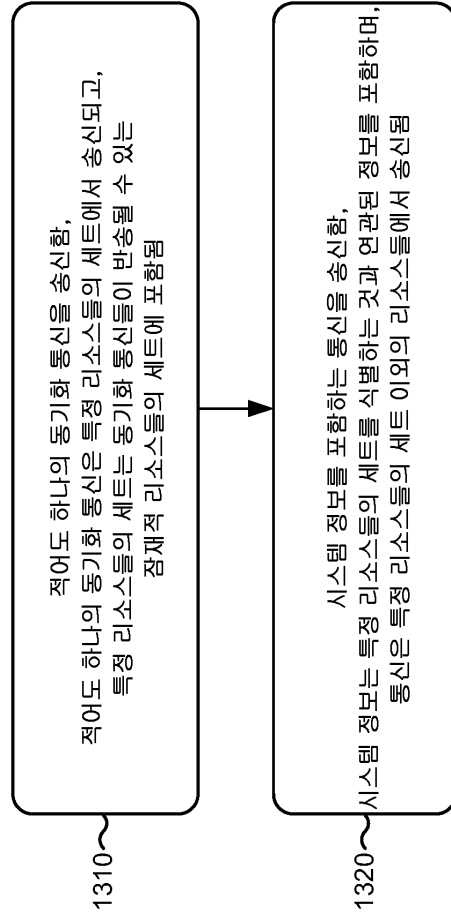 1310
적어도 하나의 동기화 통신을 송신함,
적어도 하나의 동기화 통신은 특정 리소스들의 세트에서 송신되고,
특정 리소스들의 세트는 동기화 통신들이 반송될 수 있는
잠재적 리소스들의 세트에 포함됨
1320
시스템 정보를 포함하는 통신을 송신함,
시스템 정보는 특정 리소스들의 세트를 식별하는 것과 연관된 정보를 포함하며,
통신은 특정 리소스들의 세트 이외의 리소스들에서 송신됨